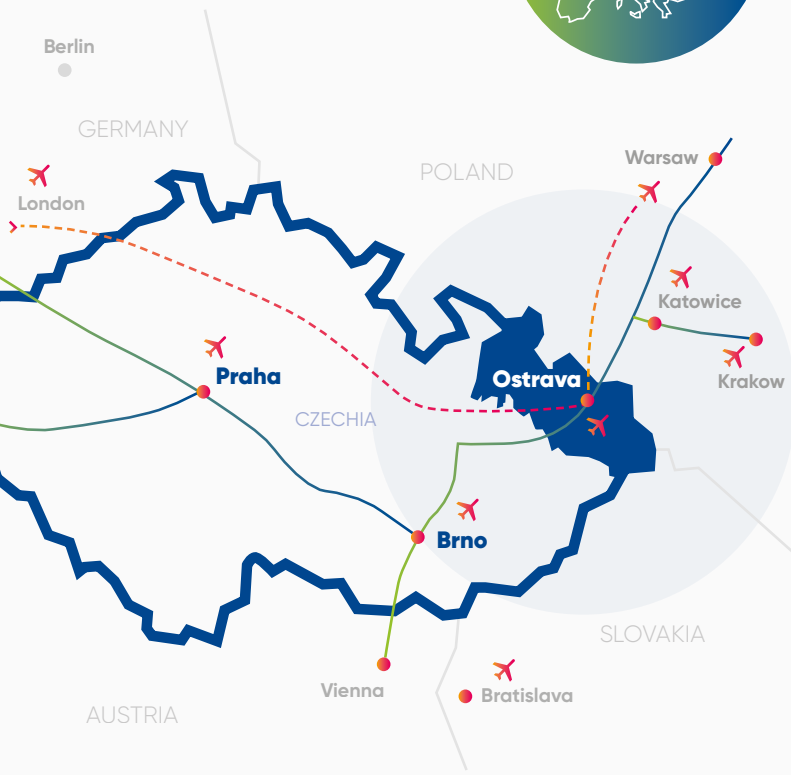 Berlin
GERMANY
Warsaw
POLAND
London
Katowice
Praha
Ostrava
Krakow
CZECHIA
Brno
SLOVAKIA
Vienna
Bratislava
AUSTRIA